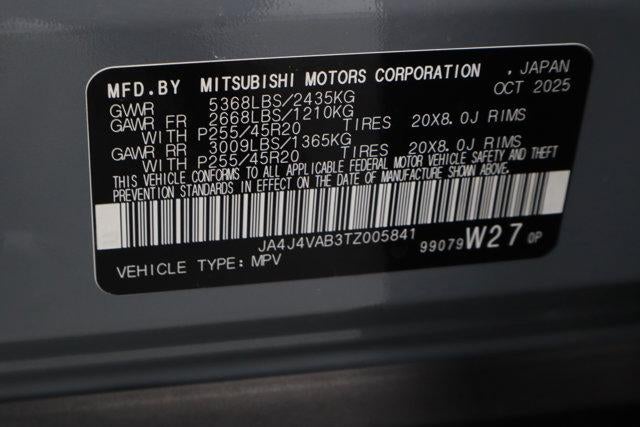 MFD.BY MITSUBISHI MOTORS CORPORATION , JAPAN
OCT 2025
GVWR 5368LBS/2435KG
GAWR FR 2668LBS/1210KG
WITH P255/45R20 TIRES 20X8.0J RIMS
GAWR RR 3009LBS/1365KG
WITH P255/45R20 TIRES 20X8.0J RIMS
THIS VEHICLE CONFORMS TO ALL APPLICABLE FEDERAL MOTOR VEHICLE SAFETY AND THEFT
PREVENTION STANDARDS IN EFFECT ON THE DATE OF MANUFACTURE SHOWN ABOVE.
JA4J4VAB3TZ005841
99079 W27 0P
VEHICLE TYPE: MPV